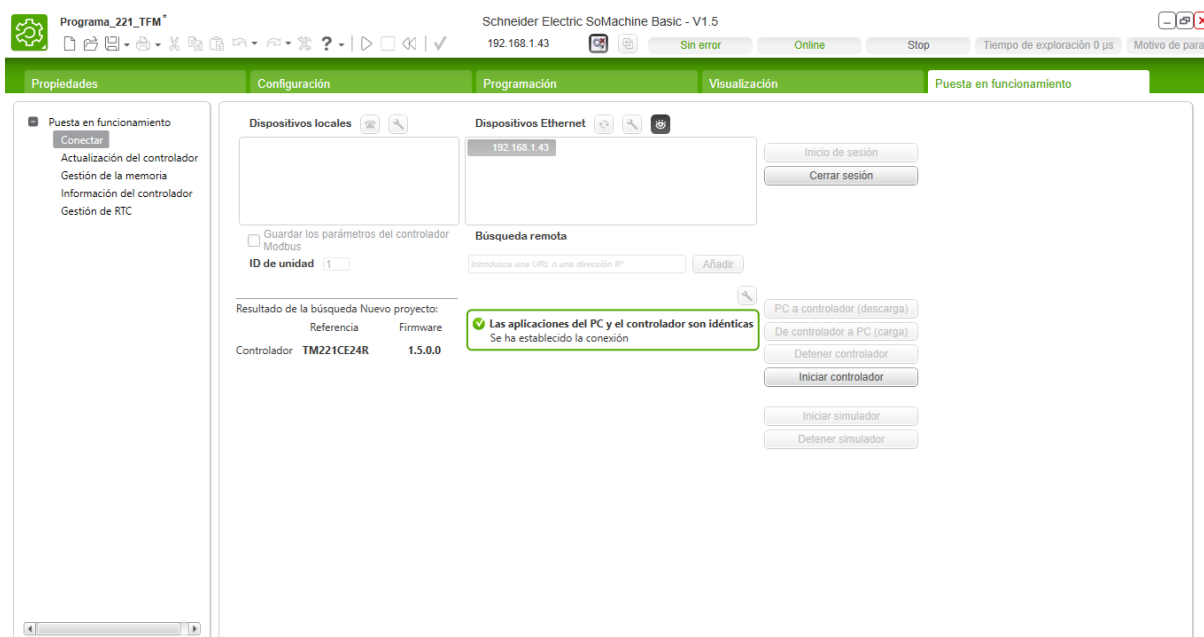 Programa_221_TFM*
Schneider Electric SoMachine Basic - V1.5
192.168.1.43
Sin error
Online
Stop
Tiempo de exploración 0 µs
Motivo de para
Propiedades
Configuración
Programación
Visualización
Puesta en funcionamiento
Puesta en funcionamiento
Conectar
Actualización del controlador
Gestión de la memoria
Información del controlador
Gestión de RTC
Dispositivos locales
Guardar los parámetros del controlador
Modbus
ID de unidad 1
Dispositivos Ethernet
192.168.1.43
Búsqueda remota
Introduzca una URL o una dirección IP
Añadir
Inicio de sesión
Cerrar sesión
Resultado de la búsqueda Nuevo proyecto:
Referencia Firmware
Controlador TM221CE24R 1.5.0.0
Las aplicaciones del PC y el controlador son idénticas
Se ha establecido la conexión
PC a controlador (descarga)
De controlador a PC (carga)
Detener controlador
Iniciar controlador
Iniciar simulador
Detener simulador